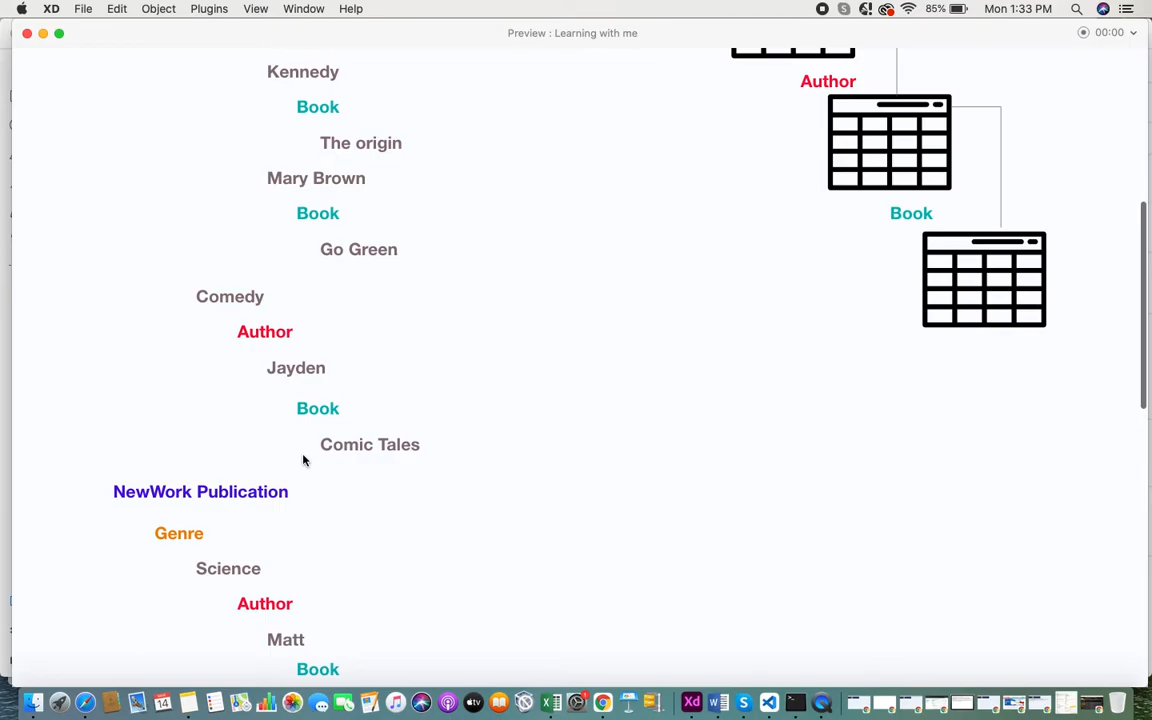 XD File Edit Object Plugins View Window Help 85% Mon 1:33 PM
Preview : Learning with me 00:00
Kennedy
Author
Book
The origin
Mary Brown
Book
Book
Go Green
Comedy
Author
Jayden
Book
Comic Tales
NewWork Publication
Genre
Science
Author
Matt
Book